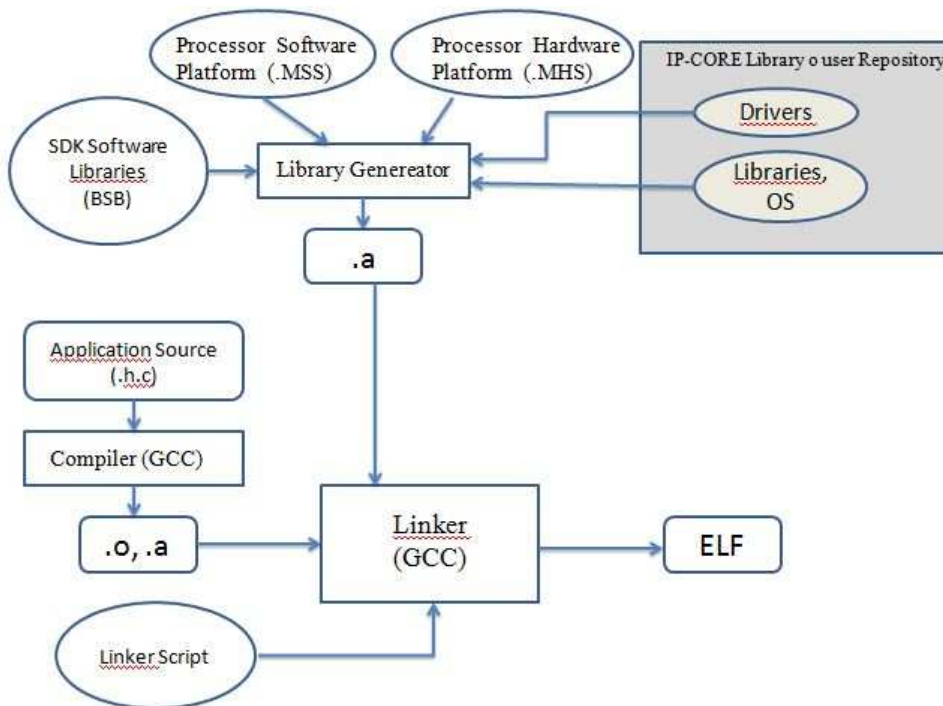 Processor Software
Platform (.MSS)
Processor Hardware
Platform (.MHS)
IP-CORE Library o user Repository
Drivers
Libraries,
OS
SDK Software
Libraries
(BSB)
Library Genereator
.a
Application Source
(.h.c)
Compiler (GCC)
.o, .a
Linker
(GCC)
ELF
Linker Script